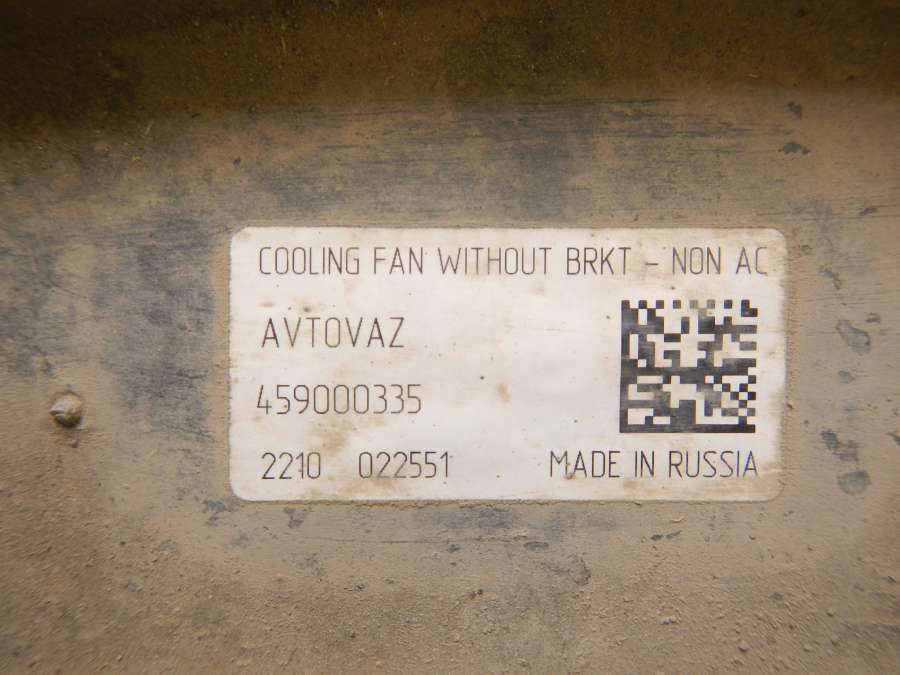 COOLING FAN WITHOUT BRKT - NON AC
AVTOVAZ
459000335
2210 022551 MADE IN RUSSIA